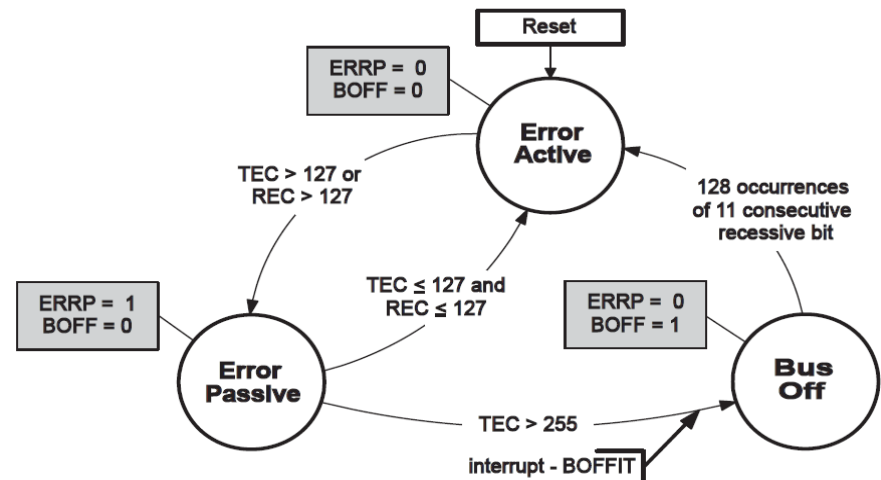 Reset
ERRP = 0
BOFF = 0
Error
Active
TEC > 127 or
REC > 127
128 occurrences
of 11 consecutive
recessive bit
TEC ≤ 127 and
REC ≤ 127
ERRP = 1
BOFF = 0
ERRP = 0
BOFF = 1
Error
Passive
Bus
Off
TEC > 255
interrupt - BOFFIT